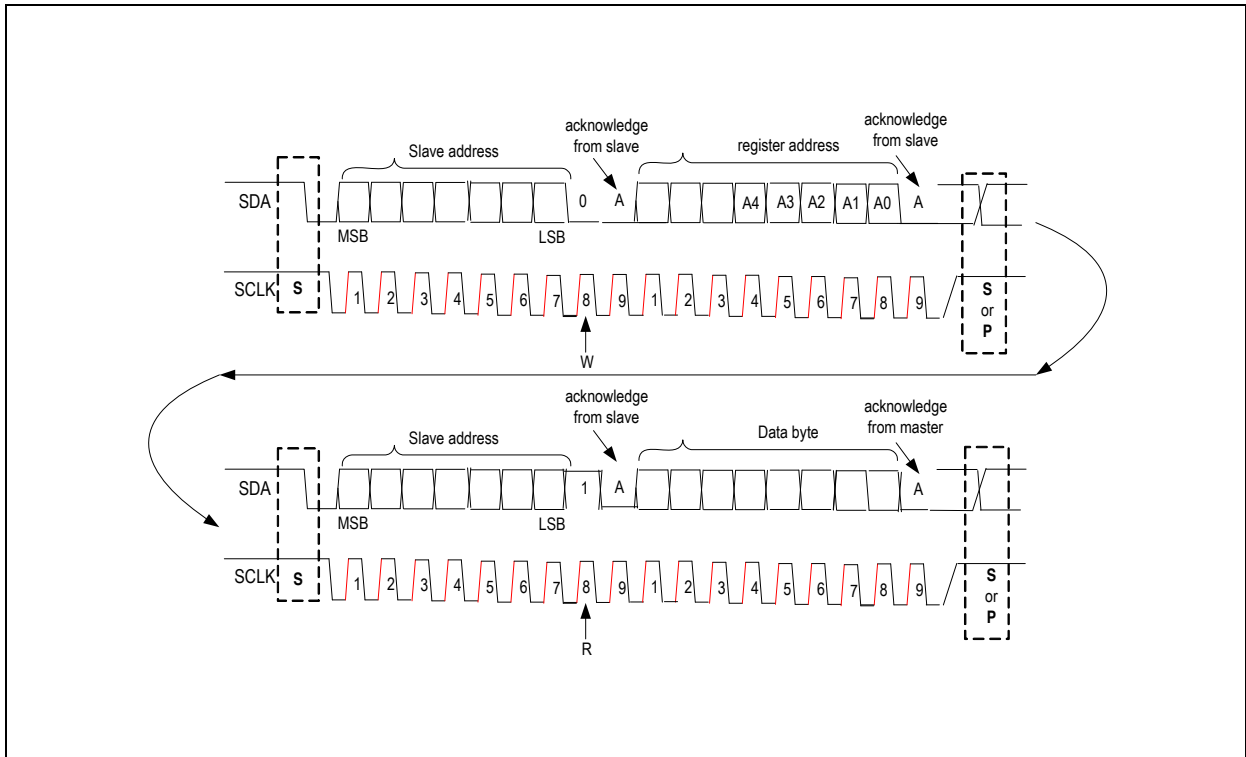 acknowledge
from slave
acknowledge
from slave
Slave address
register address
SDA
0
A
A4
A3
A2
A1
A0
A
MSB
LSB
SCLK
S
1
2
3
4
5
6
7
8
9
1
2
3
4
5
6
7
8
9
S
or
P
W
acknowledge
from slave
acknowledge
from master
Slave address
Data byte
SDA
1
A
A
MSB
LSB
SCLK
S
1
2
3
4
5
6
7
8
9
1
2
3
4
5
6
7
8
9
S
or
P
R